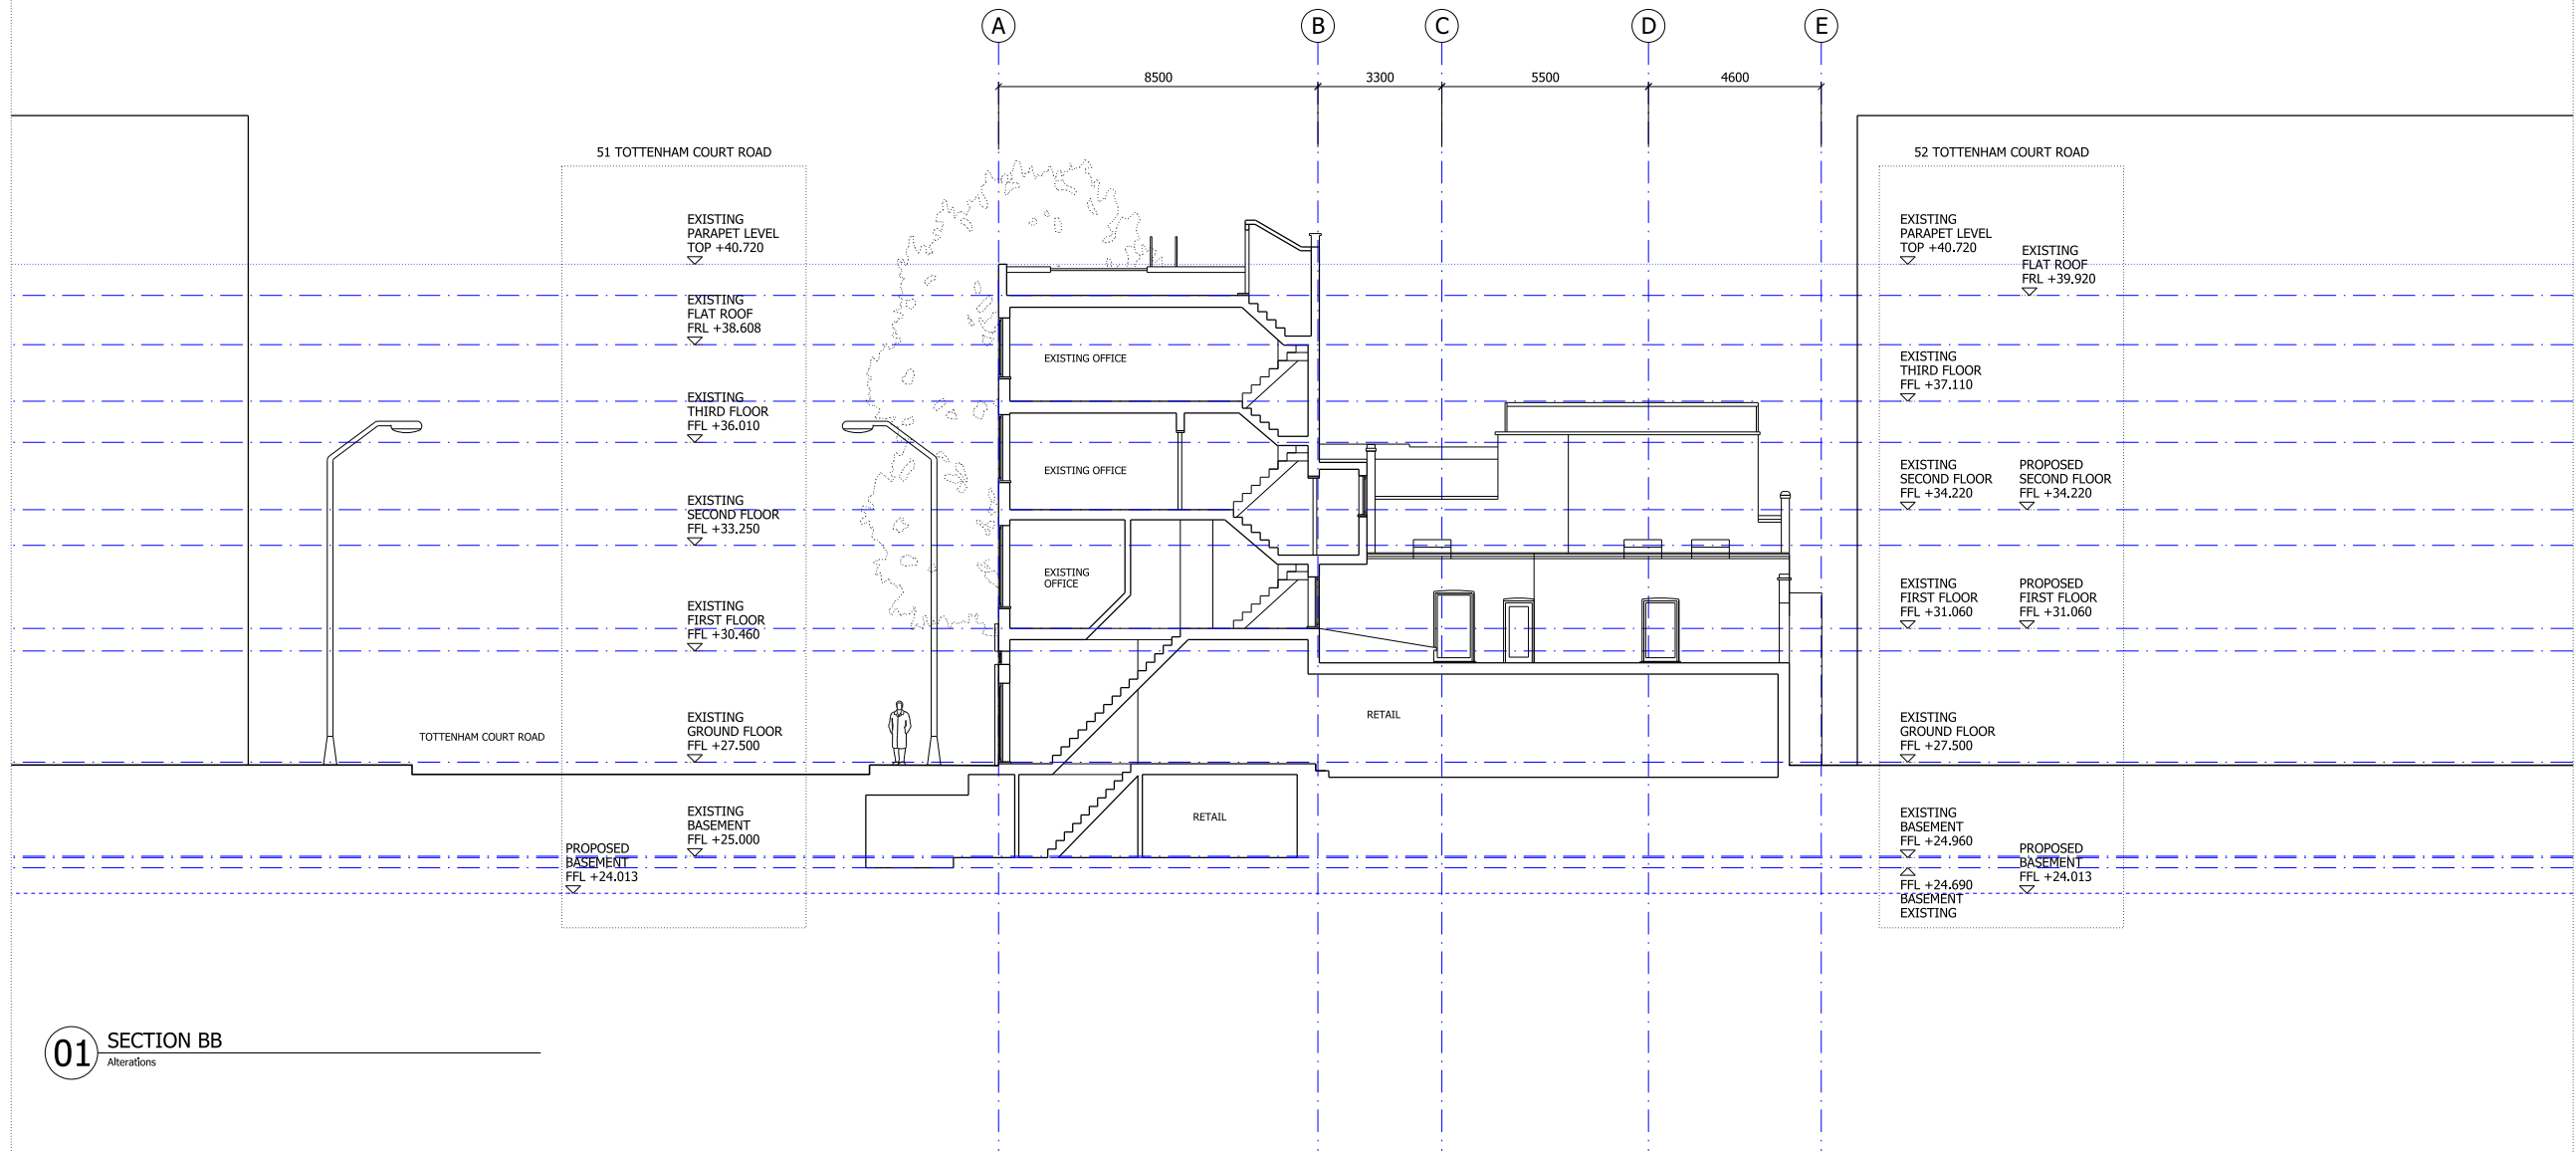 A
B
C
D
E
8500
3300
5500
4600
51 TOTTENHAM COURT ROAD
EXISTING
PARAPET LEVEL
TOP +40.720
EXISTING
FLAT ROOF
FRL +38.608
EXISTING
THIRD FLOOR
FFL +36.010
EXISTING
SECOND FLOOR
FFL +33.250
EXISTING
FIRST FLOOR
FFL +30.460
EXISTING
GROUND FLOOR
FFL +27.500
EXISTING
BASEMENT
FFL +25.000
PROPOSED
BASEMENT
FFL +24.013
TOTTENHAM COURT ROAD
EXISTING OFFICE
EXISTING OFFICE
EXISTING
OFFICE
RETAIL
RETAIL
52 TOTTENHAM COURT ROAD
EXISTING
PARAPET LEVEL
TOP +40.720
EXISTING
FLAT ROOF
FRL +39.920
EXISTING
THIRD FLOOR
FFL +37.110
EXISTING
SECOND FLOOR
FFL +34.220
PROPOSED
SECOND FLOOR
FFL +34.220
EXISTING
FIRST FLOOR
FFL +31.060
PROPOSED
FIRST FLOOR
FFL +31.060
EXISTING
GROUND FLOOR
FFL +27.500
EXISTING
BASEMENT
FFL +24.960
PROPOSED
BASEMENT
FFL +24.013
FFL +24.690
BASEMENT
EXISTING
01
SECTION BB
Alterations